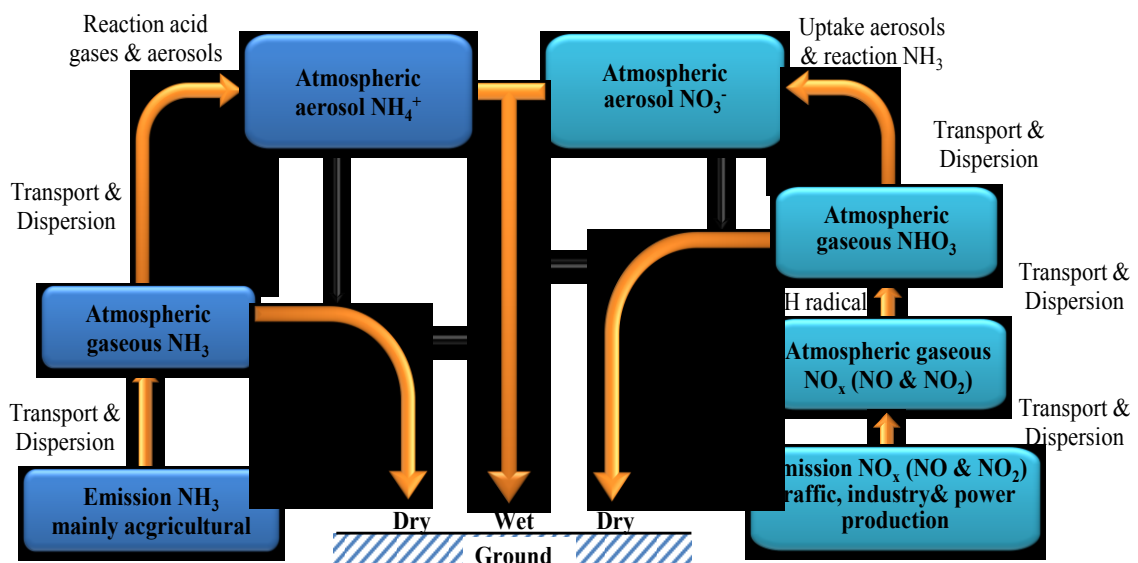 Reaction acid
gases & aerosols
Atmospheric
aerosol NH₄⁺
Atmospheric
aerosol NO₃⁻
Uptake aerosols
& reaction NH₃
Transport &
Dispersion
Transport &
Dispersion
Atmospheric
gaseous NHO₃
Transport &
Dispersion
Atmospheric
gaseous NH₃
H radical
Atmospheric gaseous
NOₓ (NO & NO₂)
Transport &
Dispersion
Transport &
Dispersion
Emission NH₃
mainly acgricultural
mission NOₓ (NO & NO₂)
raffic, industry& power
production
Dry Wet Dry
Ground